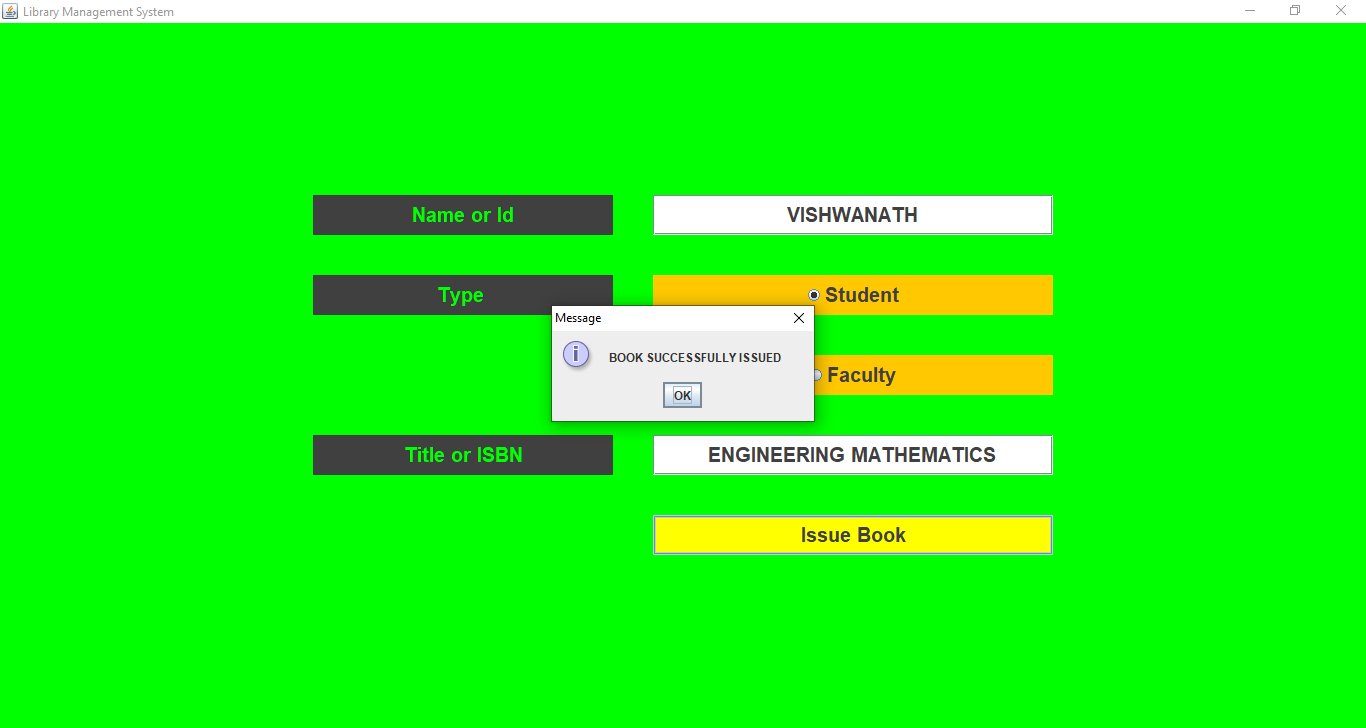 Library Management System
Name or Id
VISHWANATH
Type
Student
Message
BOOK SUCCESSFULLY ISSUED
OK
Faculty
Title or ISBN
ENGINEERING MATHEMATICS
Issue Book